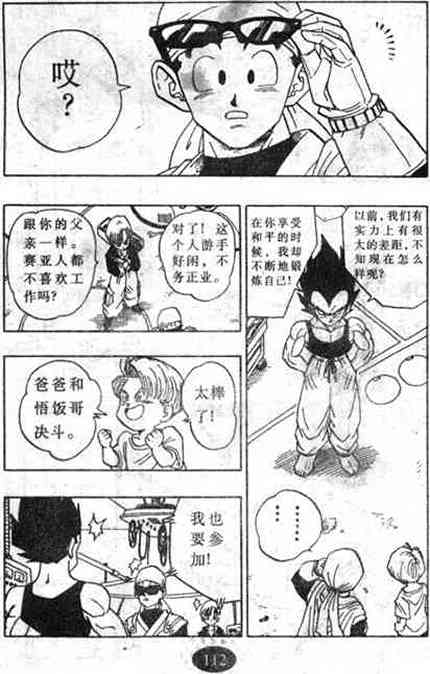 哎?
以前,我们有
实力上有很
大的差距,不
知现在怎么
样呢?
在你享受
和平的时
候,我却
不断地锻
炼自己!
……
对了!这
个人游手
好闲,不
务正业。
跟你的父
亲一样。
赛亚人都
不喜欢工
作吗?
太棒
了!
爸爸和
悟饭哥
决斗。
我也
要参
加!
112